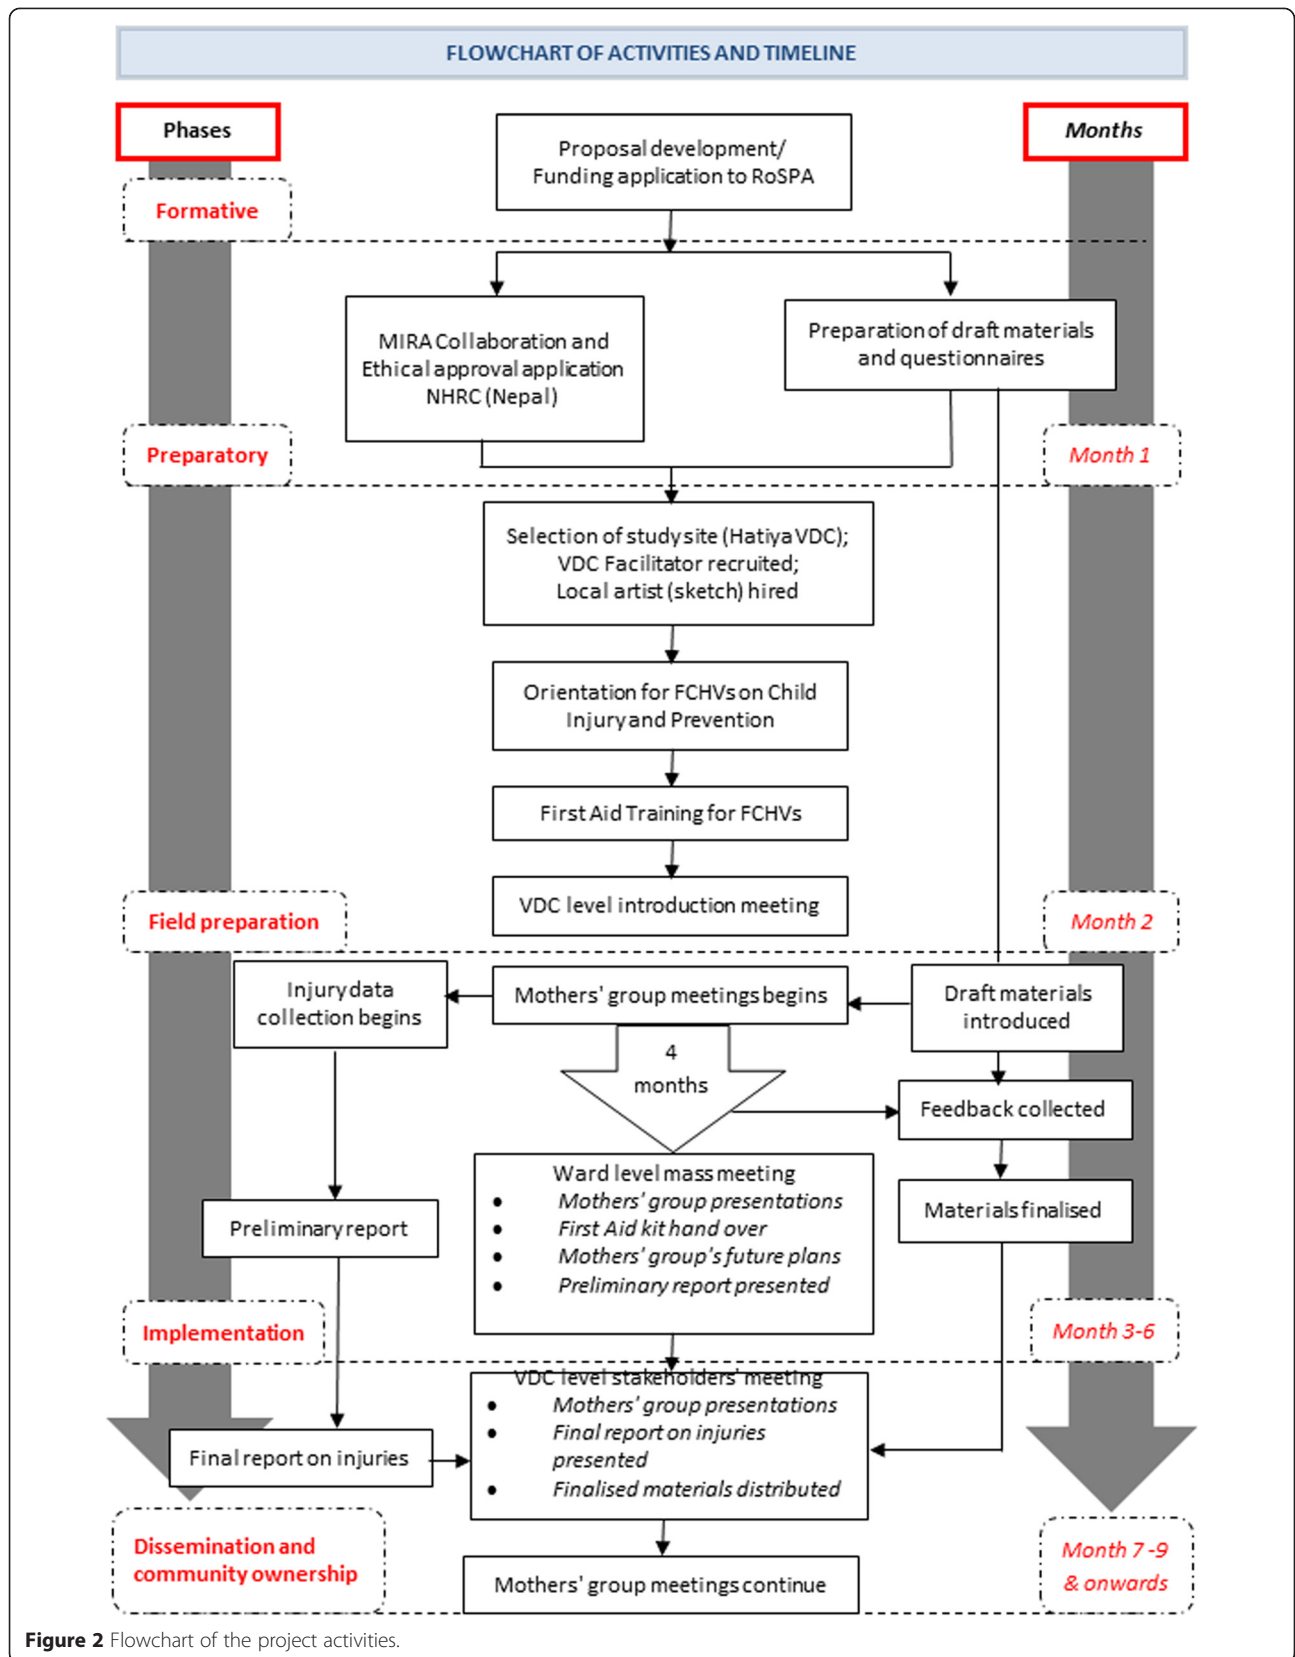 FLOWCHART OF ACTIVITIES AND TIMELINE
Phases
Months
Proposal development/
Funding application to RoSPA
Formative
MIRA Collaboration and
Ethical approval application
NHRC (Nepal)
Preparation of draft materials
and questionnaires
Preparatory
Month 1
Selection of study site (Hatiya VDC);
VDC Facilitator recruited;
Local artist (sketch) hired
Orientation for FCHVs on Child
Injury and Prevention
First Aid Training for FCHVs
VDC level introduction meeting
Field preparation
Month 2
Injury data
collection begins
Mothers' group meetings begins
Draft materials
introduced
4
months
Feedback collected
Ward level mass meeting
• Mothers' group presentations
• First Aid kit hand over
• Mothers' group's future plans
• Preliminary report presented
Preliminary report
Materials finalised
Implementation
Month 3-6
VDC level stakeholders' meeting
• Mothers' group presentations
• Final report on injuries
presented
• Finalised materials distributed
Final report on injuries
Dissemination and
community ownership
Month 7 -9
& onwards
Mothers' group meetings continue
Figure 2 Flowchart of the project activities.